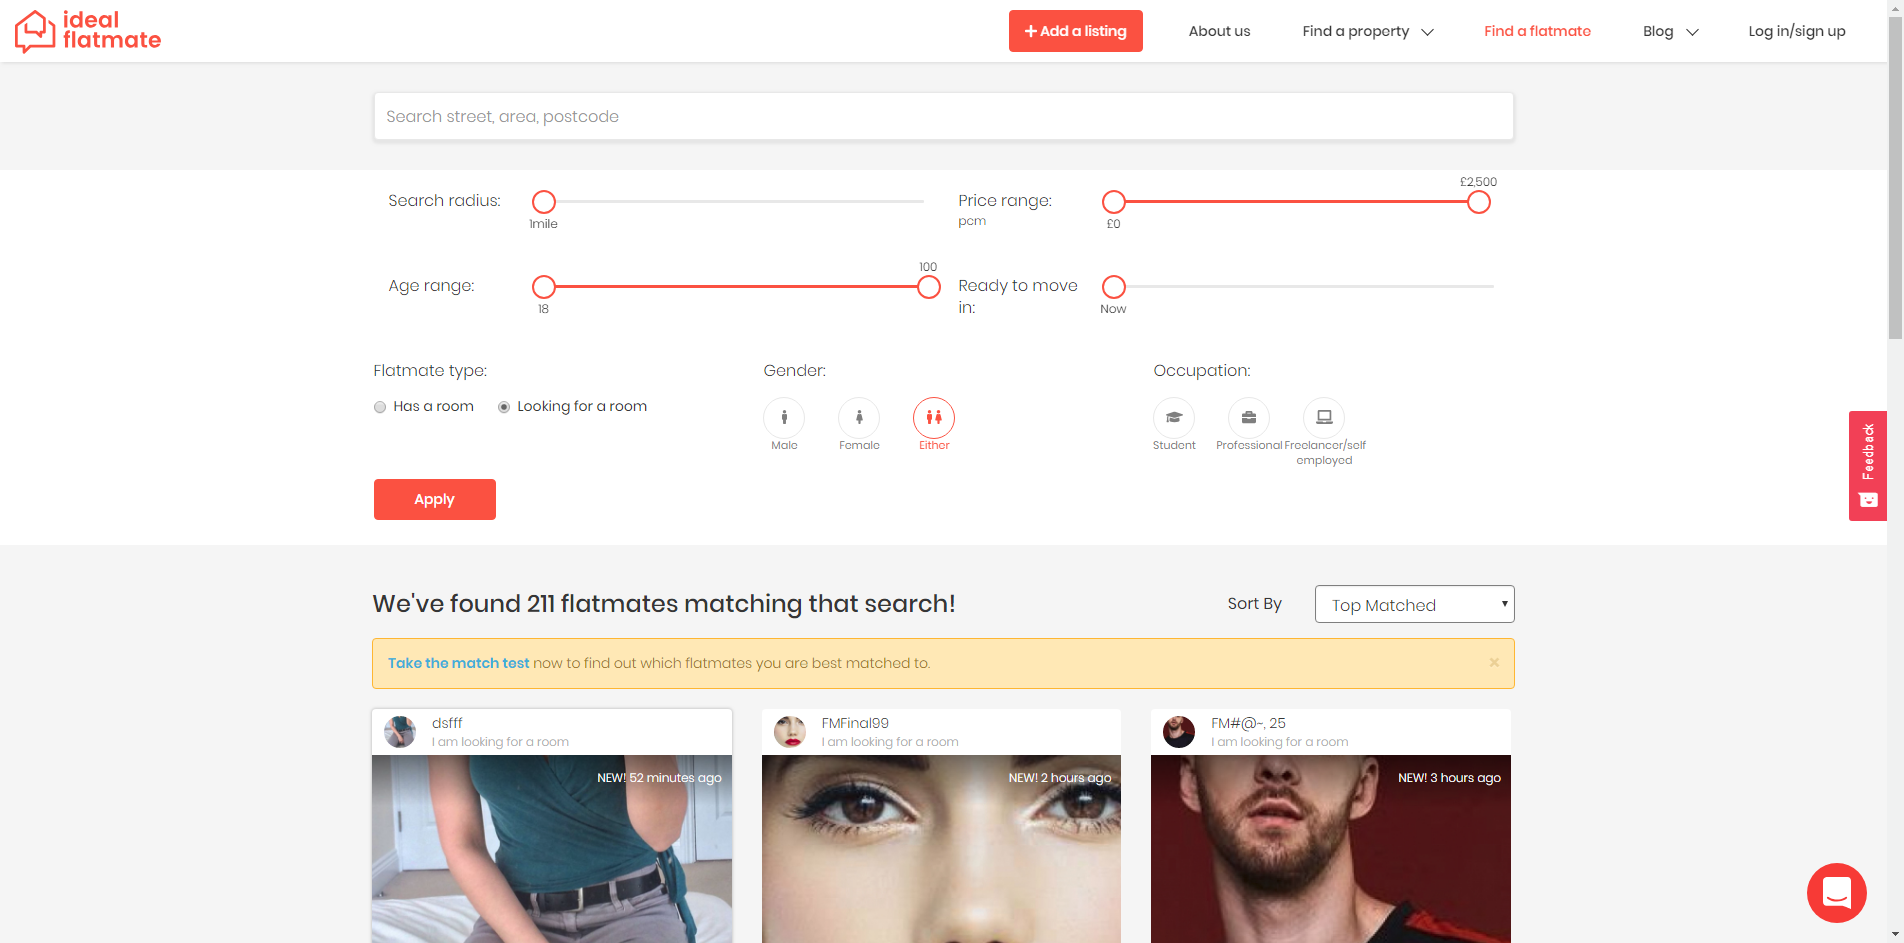 ideal
flatmate
Add a listing
About us
Find a property
Find a flatmate
Blog
Log in/sign up
Search street, area, postcode
Search radius:
1mile
Price range:
pcm
£2,500
£0
Age range:
100
18
Ready to move
in:
Now
Flatmate type:
Has a room
Looking for a room
Gender:
Male
Female
Either
Occupation:
Student
Professional
Freelancer/self
employed
Apply
Feedback
We've found 211 flatmates matching that search!
Sort By
Top Matched
Take the match test now to find out which flatmates you are best matched to.
×
dsfff
I am looking for a room
NEW! 52 minutes ago
FMFinal99
I am looking for a room
NEW! 2 hours ago
FM#@~, 25
I am looking for a room
NEW! 3 hours ago